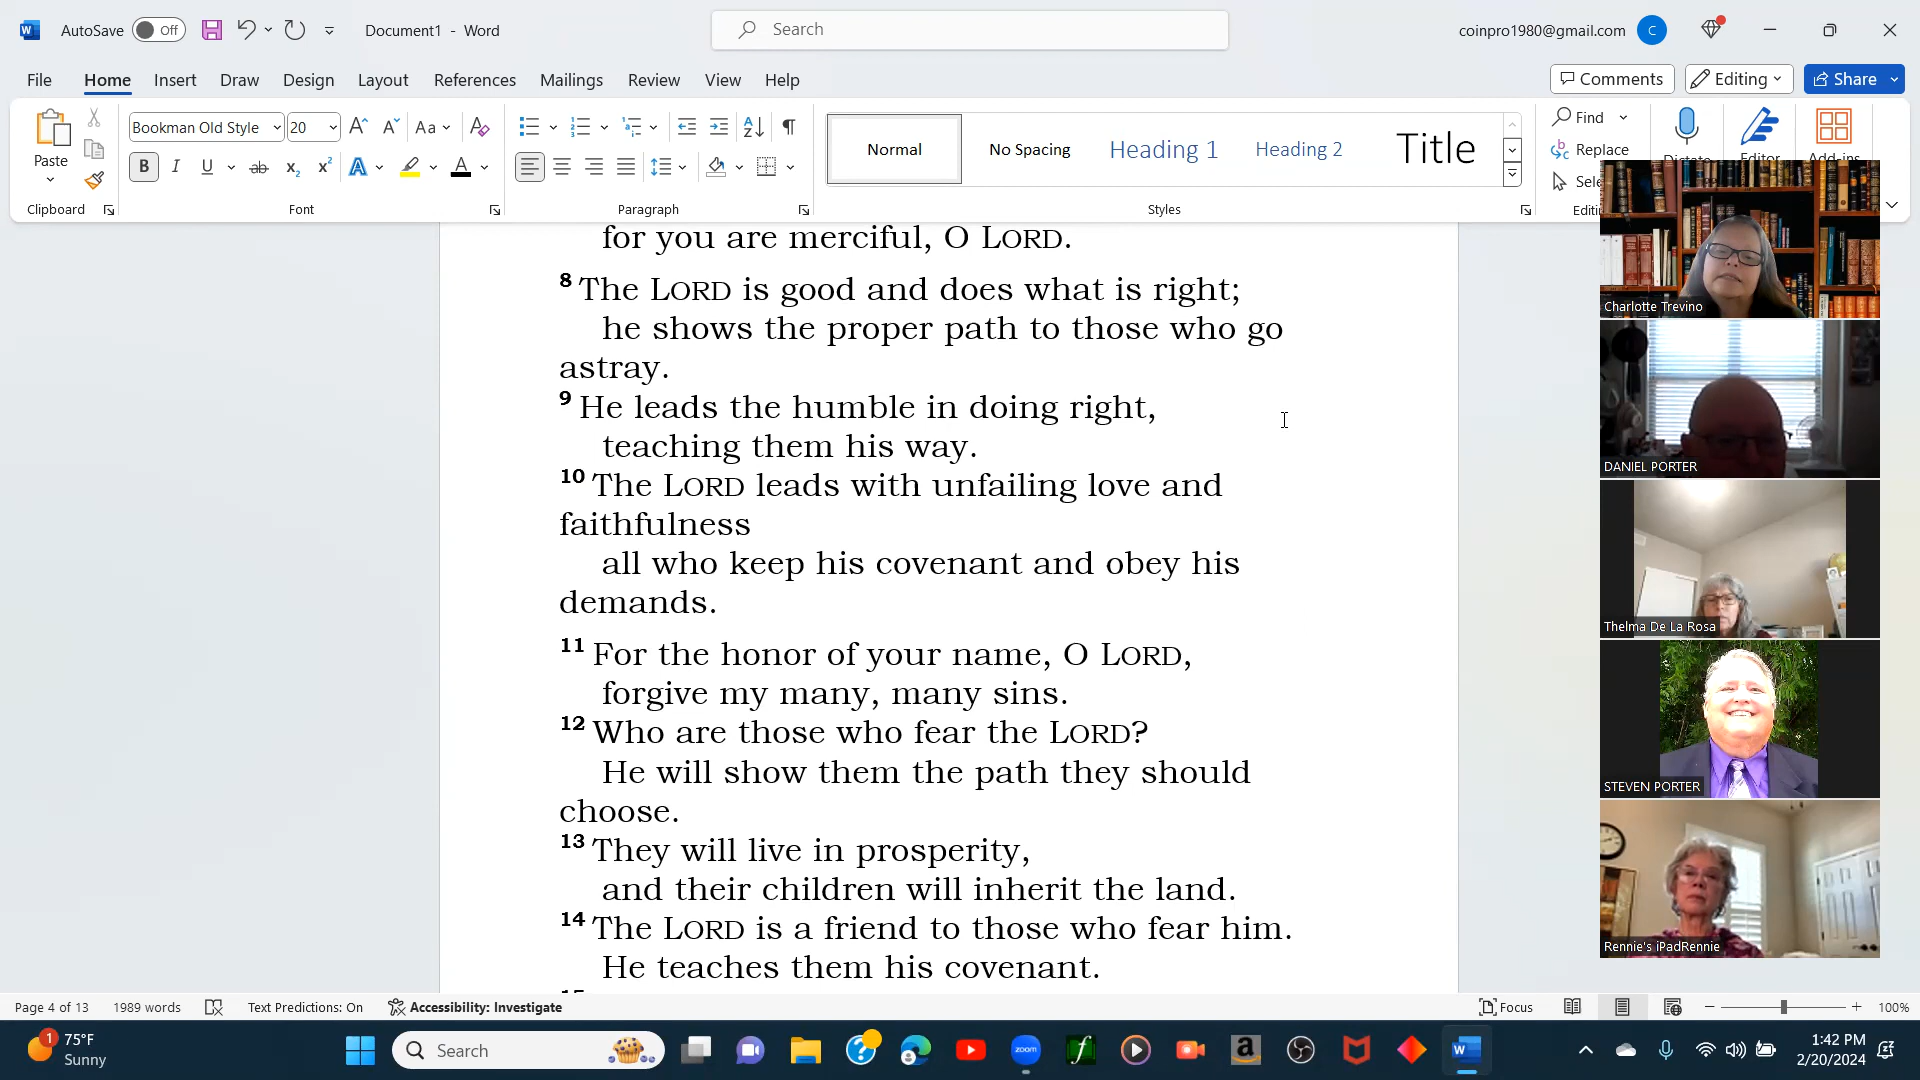 AutoSave Off Document1 - Word Search coinpro1980@gmail.com C
File Home Insert Draw Design Layout References Mailings Review View Help Comments Editing Share
Paste
Bookman Old Style 20
Normal No Spacing Heading 1 Heading 2 Title
Find
Replace
Clipboard Font Paragraph Styles
for you are merciful, O LORD.
8 The LORD is good and does what is right;
he shows the proper path to those who go
astray.
9 He leads the humble in doing right,
teaching them his way.
10 The LORD leads with unfailing love and
faithfulness
all who keep his covenant and obey his
demands.
11 For the honor of your name, O LORD,
forgive my many, many sins.
12 Who are those who fear the LORD?
He will show them the path they should
choose.
13 They will live in prosperity,
and their children will inherit the land.
14 The LORD is a friend to those who fear him.
He teaches them his covenant.
Charlotte Trevino
DANIEL PORTER
Thelma De La Rosa
STEVEN PORTER
Rennie's iPadRennie
Page 4 of 13 1989 words Text Predictions: On Accessibility: Investigate Focus 100%
1 75°F
Sunny
Search
zoom
1:42 PM
2/20/2024